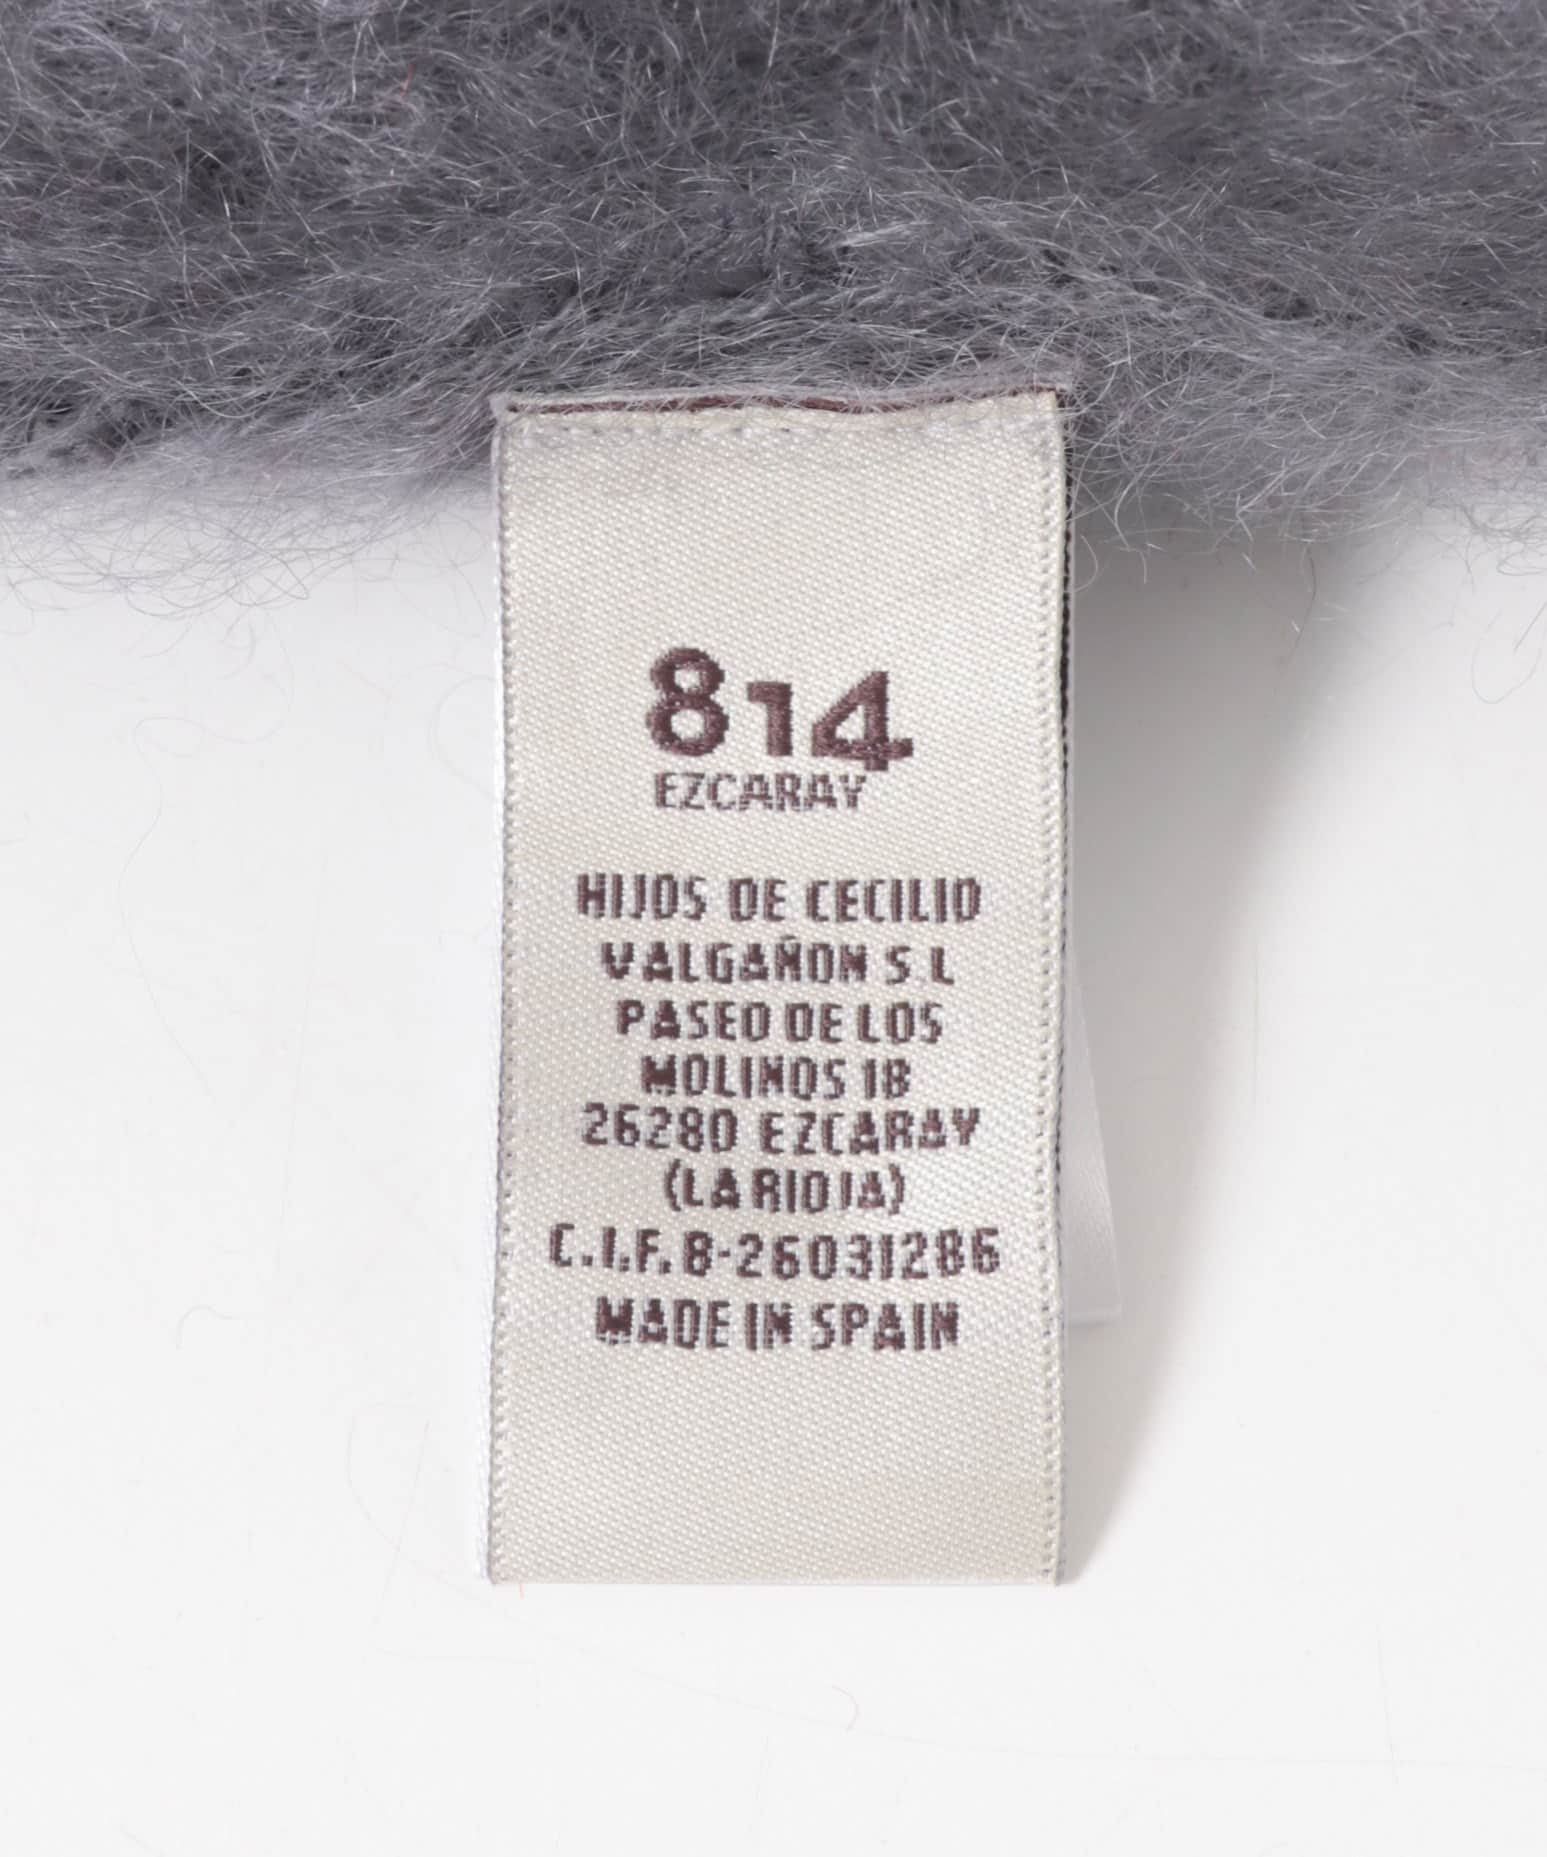 814
EZCARAY
HIJOS DE CECILIO
VALGAÑON S.L
PASEO DE LOS
MOLINOS 18
26280 EZCARAY
(LA RIOJA)
C.I.F. B-26031286
MADE IN SPAIN